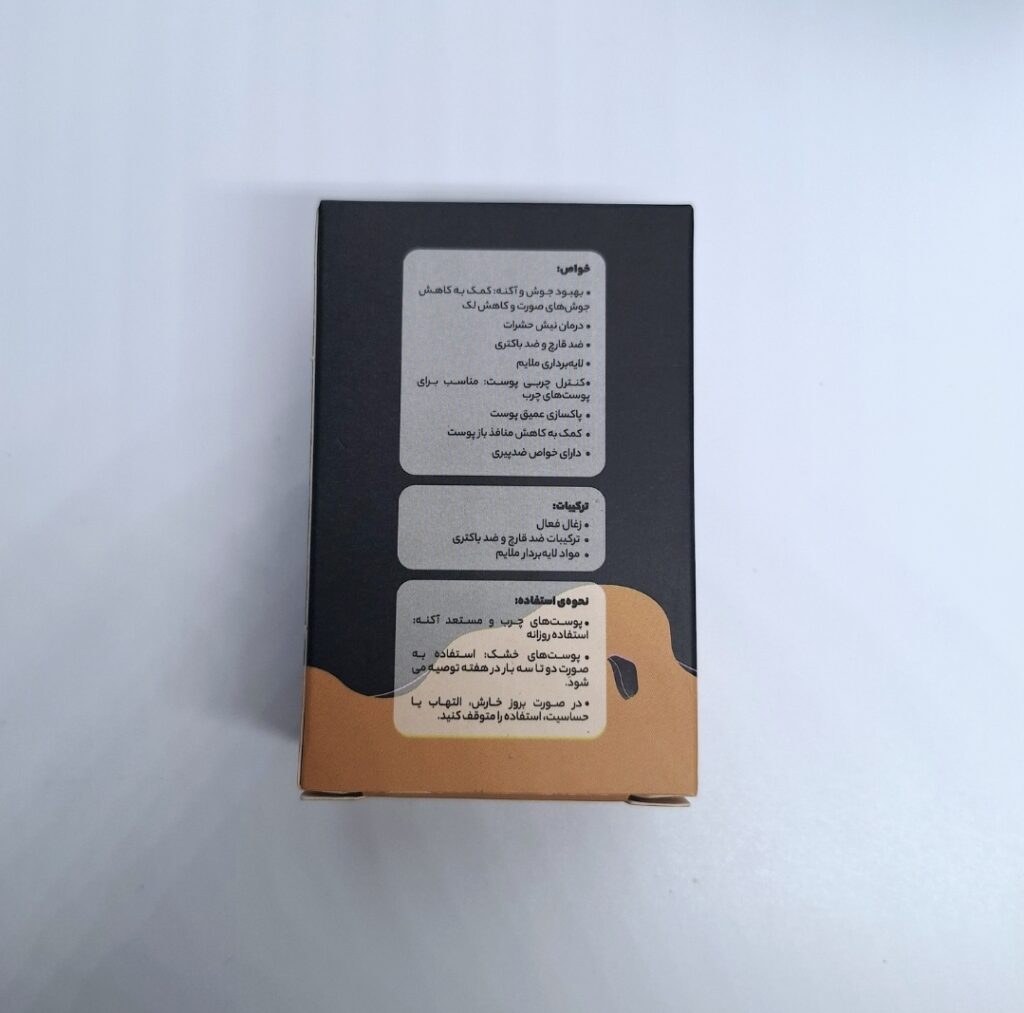 خواص:
• بهبود جوش و آکنه: کمک به کاهش
جوش‌های صورت و کاهش لک
• درمان نیش حشرات
• ضد قارچ و ضد باکتری
• لایه‌برداری ملایم
•کنترل چربی پوست: مناسب برای
پوست‌های چرب
• پاکسازی عمیق پوست
• کمک به کاهش منافذ باز پوست
• دارای خواص ضدپیری
ترکیبات:
• زغال فعال
• ترکیبات ضد قارچ و ضد باکتری
• مواد لایه‌بردار ملایم
نحوه‌ی استفاده:
•پوست‌های چرب و مستعد آکنه:
استفاده روزانه
• پوست‌های خشک: استفاده به
صورت دو تا سه بار در هفته توصیه می
شود.
•در صورت بروز خارش، التهاب یا
حساسیت، استفاده را متوقف کنید.